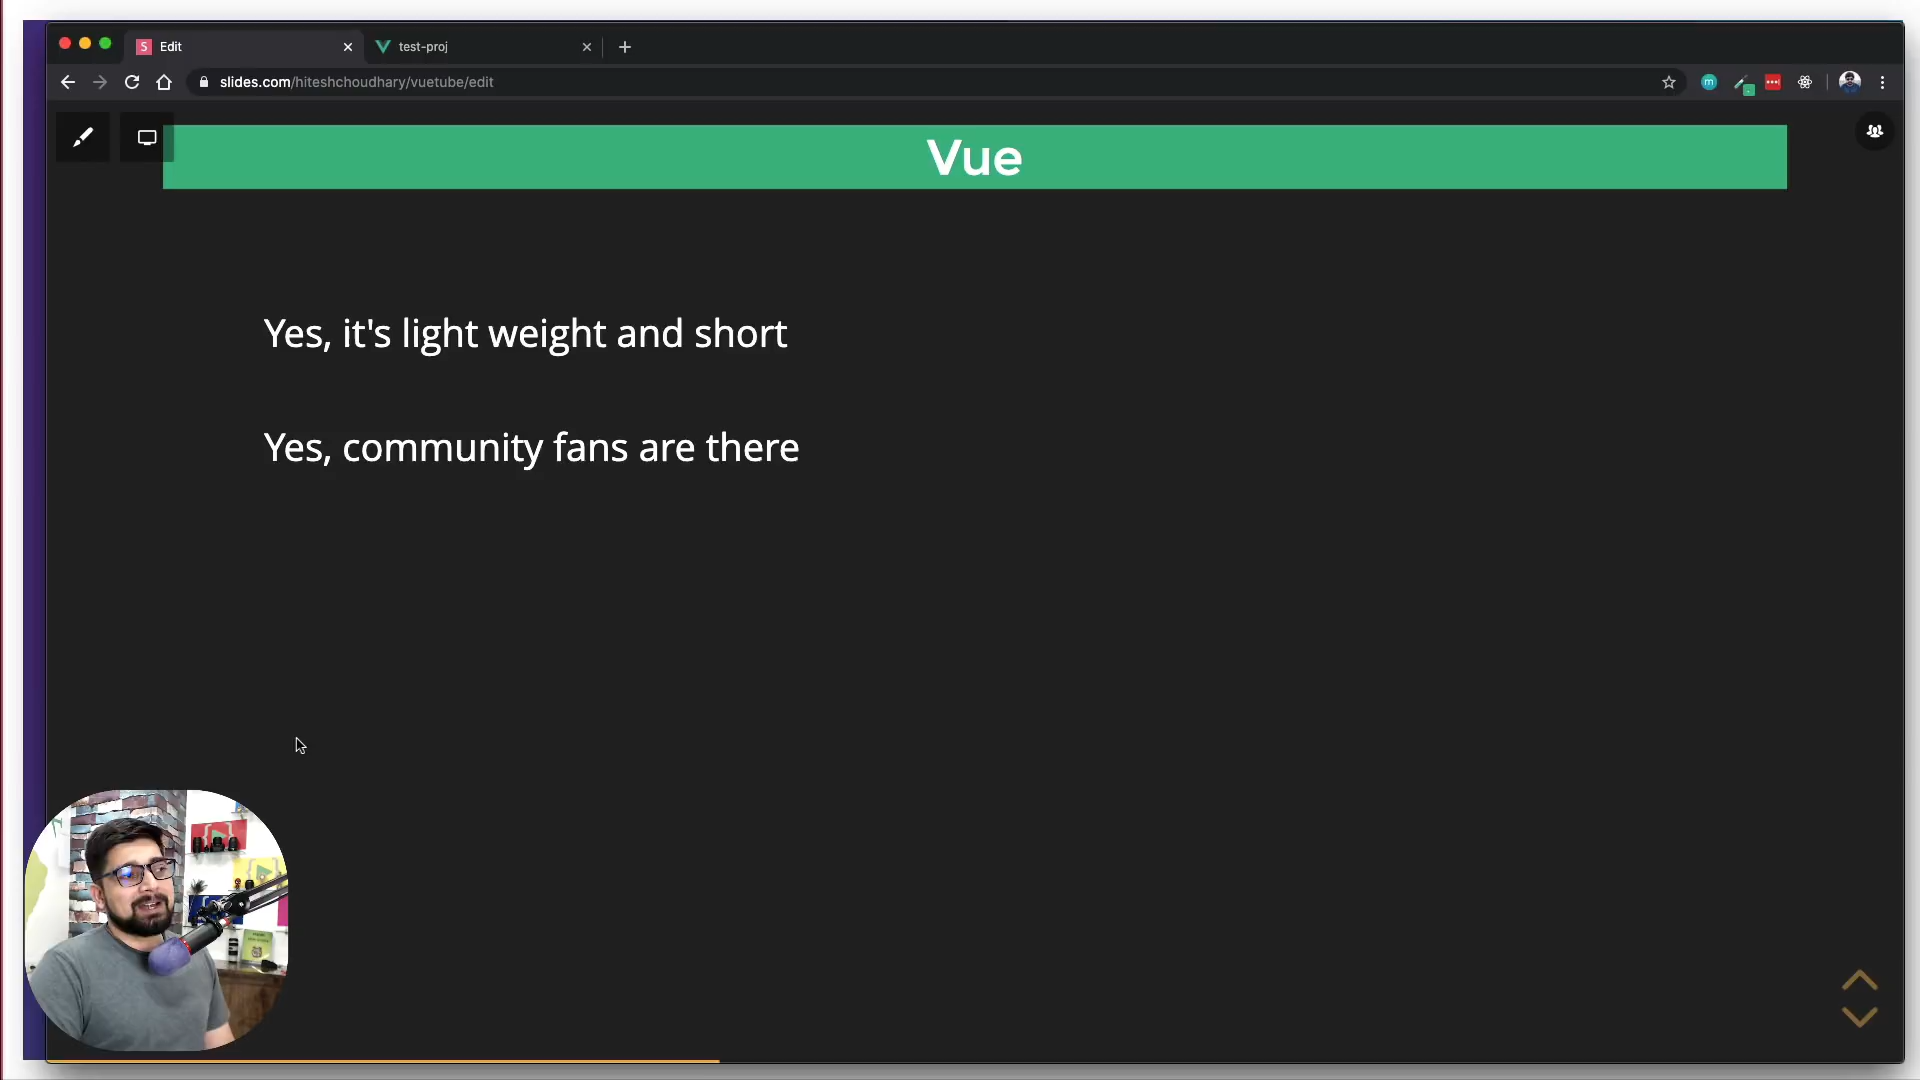 S Edit
test-proj
slides.com/hiteshchoudhary/vuetube/edit
m
Vue
Yes, it's light weight and short
Yes, community fans are there